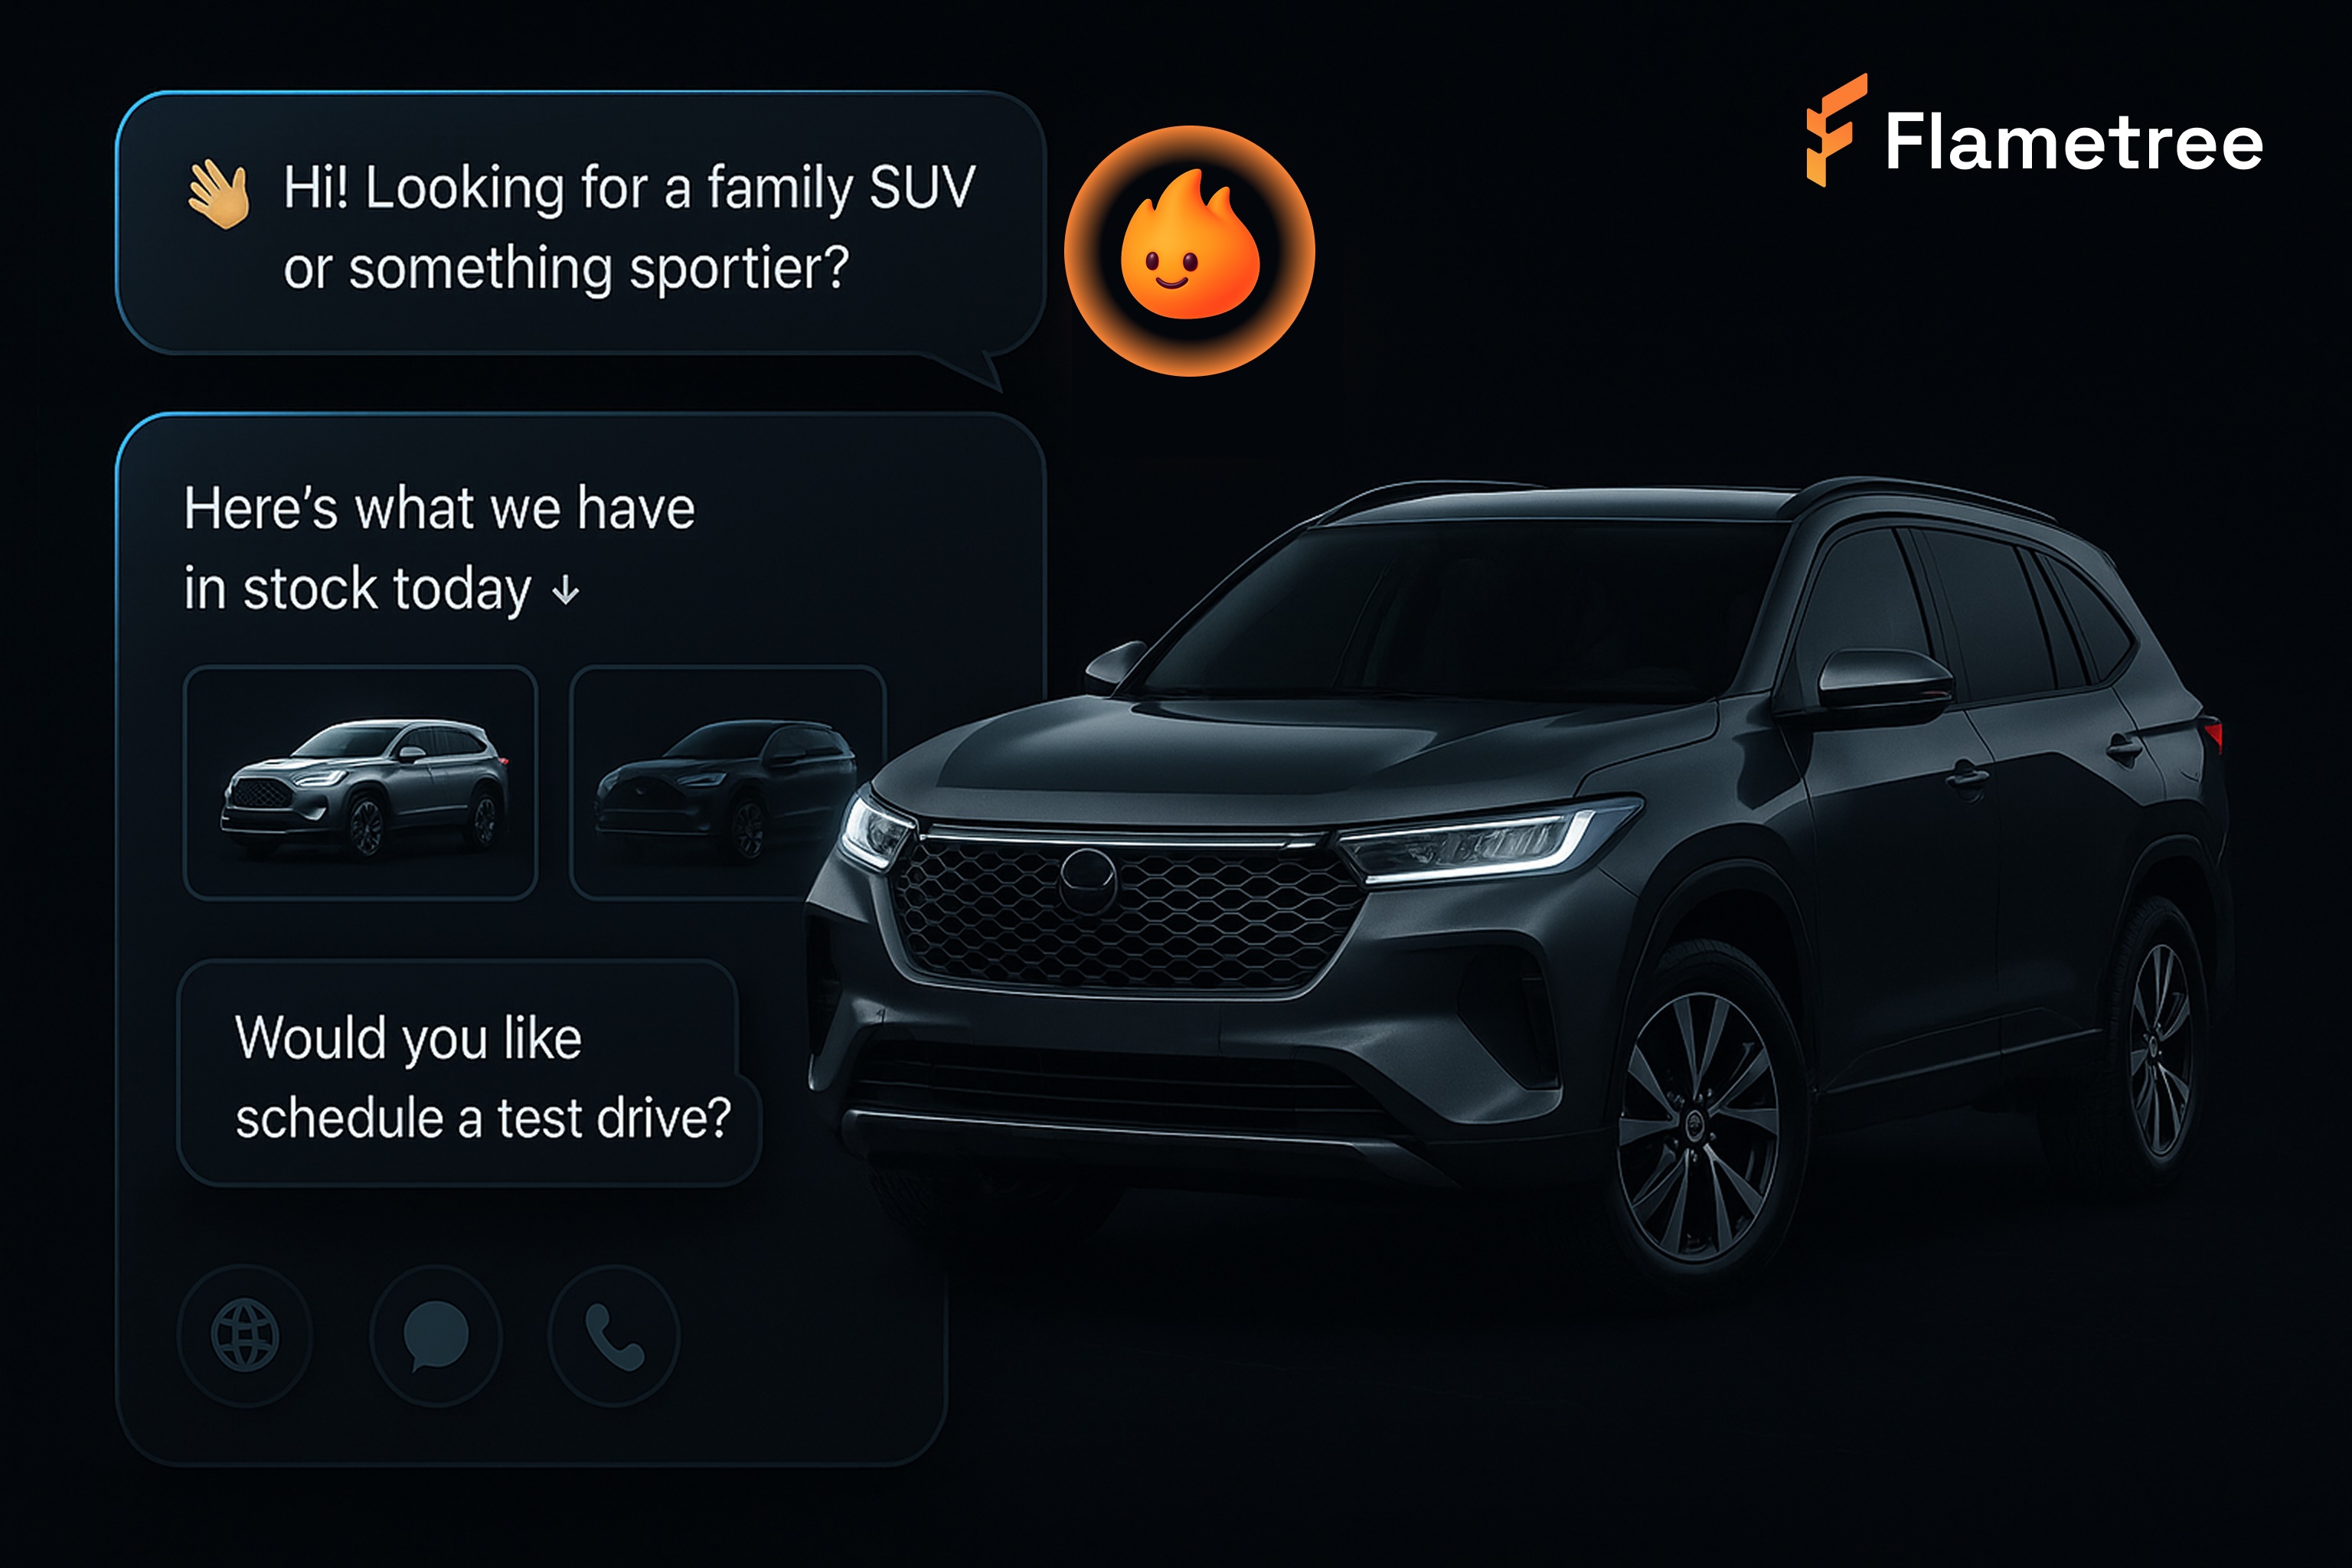 👋 Hi! Looking for a family SUV
or something sportier?
Flametree
Here’s what we have
in stock today ↓
Would you like
schedule a test drive?